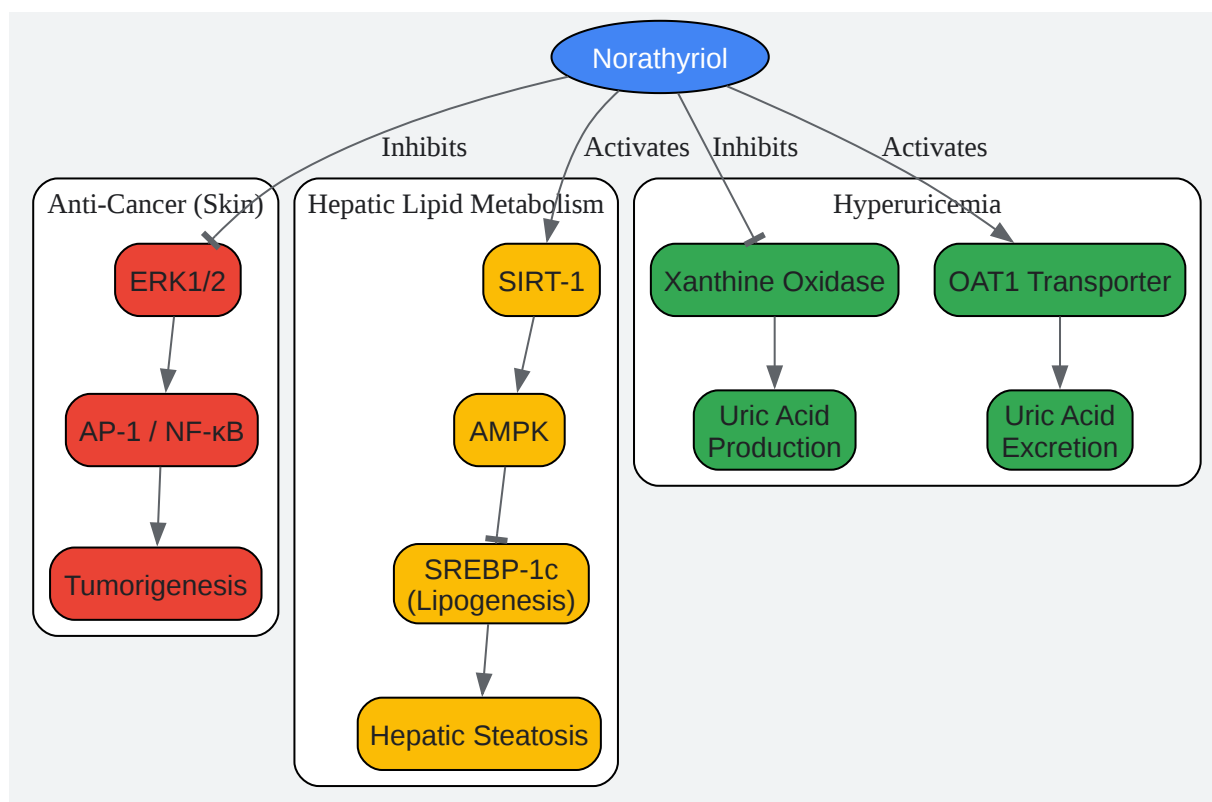 Norathyriol
Inhibits
Activates
Inhibits
Activates
Anti-Cancer (Skin)
ERK1/2
AP-1 / NF-κB
Tumorigenesis
Hepatic Lipid Metabolism
SIRT-1
AMPK
SREBP-1c
(Lipogenesis)
Hepatic Steatosis
Hyperuricemia
Xanthine Oxidase
Uric Acid
Production
OAT1 Transporter
Uric Acid
Excretion